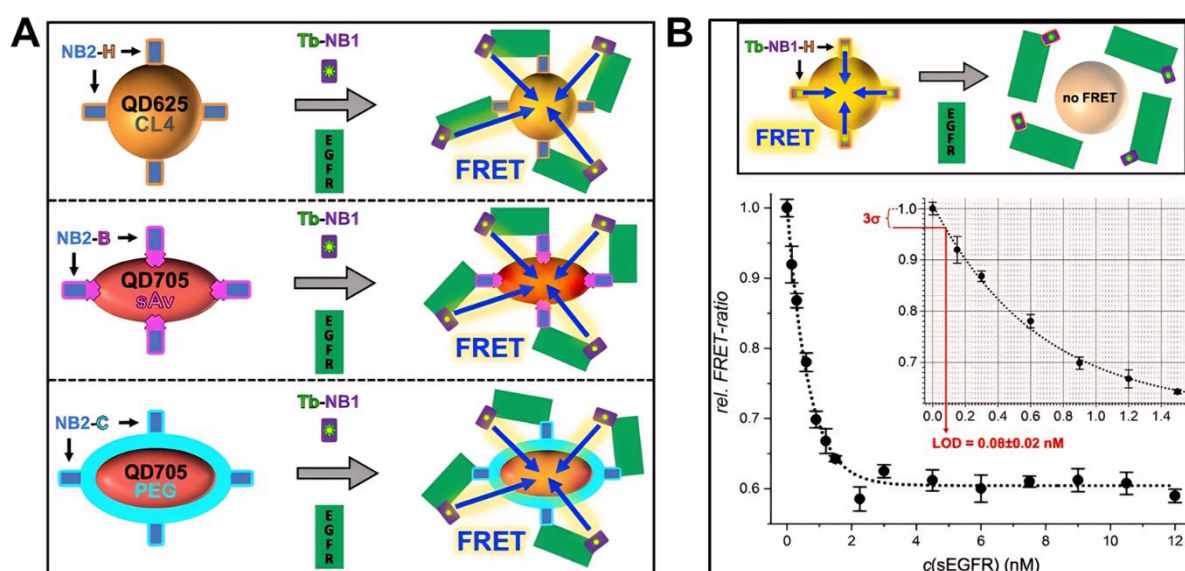 A
NB2-H
QD625
CL4
Tb-NB1
EGFR
FRET
NB2-B
QD705
sAv
Tb-NB1
EGFR
FRET
NB2-C
QD705
PEG
Tb-NB1
EGFR
FRET
B
Tb-NB1-H
FRET
EGFR
no FRET
rel. FRET-ratio
1.0
0.9
0.8
0.7
0.6
0 2 4 6 8 10 12
c(sEGFR) (nM)
3σ
1.0
0.9
0.8
0.7
0.0 0.2 0.4 0.6 0.8 1.0 1.2 1.4
LOD = 0.08±0.02 nM